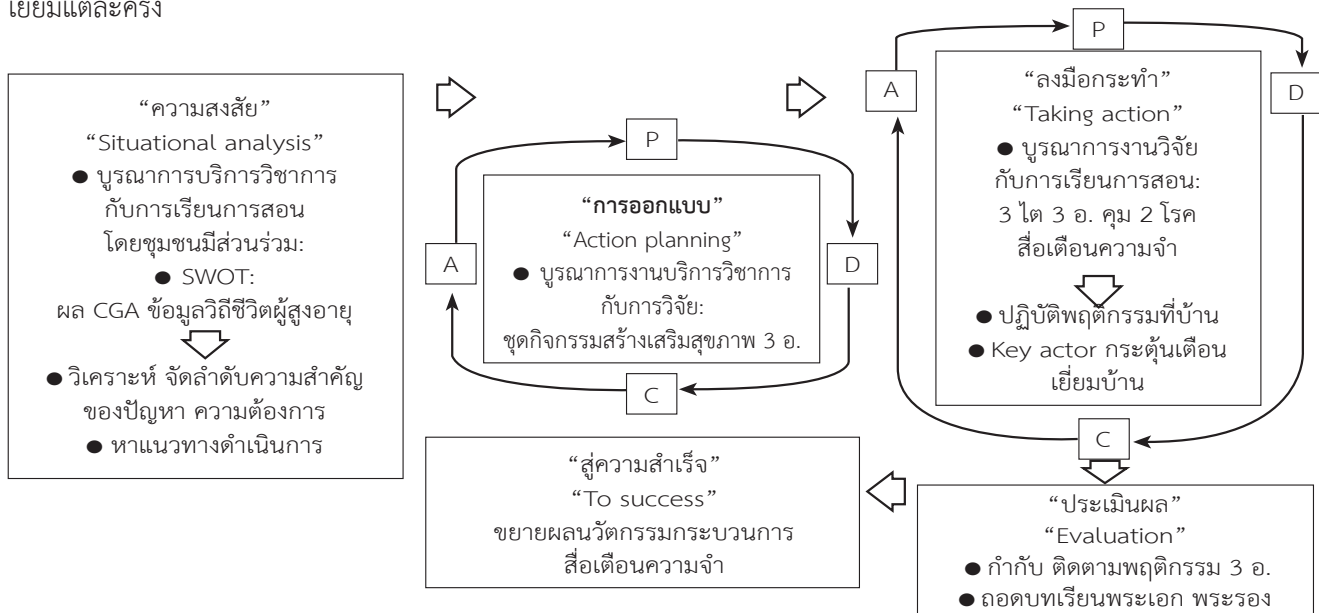 เยี่ยมแต่ละครั้ง
“ความสงสัย”
“Situational analysis”
● บูรณาการบริการวิชาการ
กับการเรียนการสอน
โดยชุมชนมีส่วนร่วม:
● SWOT:
ผล CGA ข้อมูลวิถีชีวิตผู้สูงอายุ
● วิเคราะห์ จัดลำดับความสำคัญ
ของปัญหา ความต้องการ
● หาแนวทางดำเนินการ
P
A
D
C
“การออกแบบ”
“Action planning”
● บูรณาการงานบริการวิชาการ
กับการวิจัย:
ชุดกิจกรรมสร้างเสริมสุขภาพ 3 อ.
P
A
D
C
“ลงมือกระทำ”
“Taking action”
● บูรณาการงานวิจัย
กับการเรียนการสอน:
3 ไต 3 อ. คุม 2 โรค
สื่อเตือนความจำ
● ปฏิบัติพฤติกรรมที่บ้าน
● Key actor กระตุ้นเตือน
เยี่ยมบ้าน
“ประเมินผล”
“Evaluation”
● กำกับ ติดตามพฤติกรรม 3 อ.
● ถอดบทเรียนพระเอก พระรอง
“สู่ความสำเร็จ”
“To success”
ขยายผลนวัตกรรมกระบวนการ
สื่อเตือนความจำ